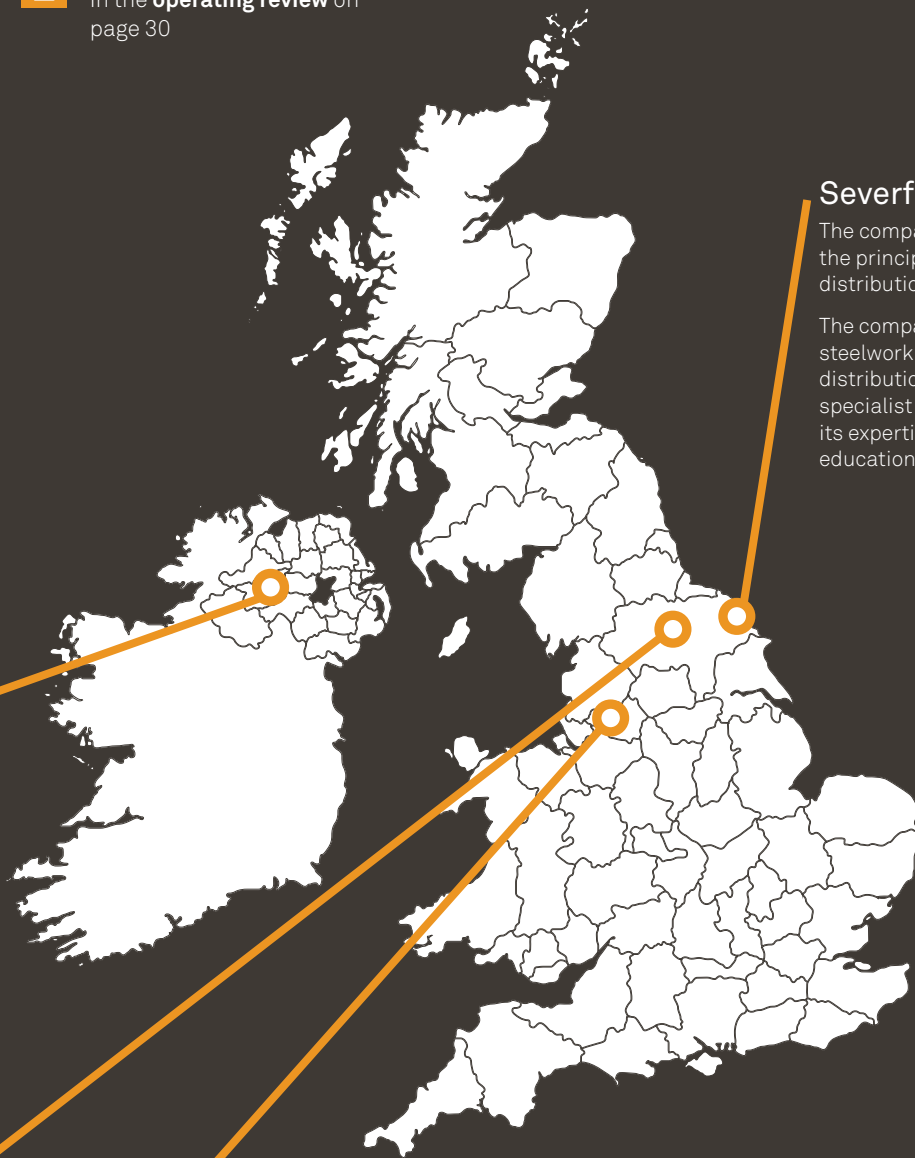 in the operating review on
page 30
Severf
The compa
the princip
distributio
The compa
steelwork
distributio
specialist
its experti
education